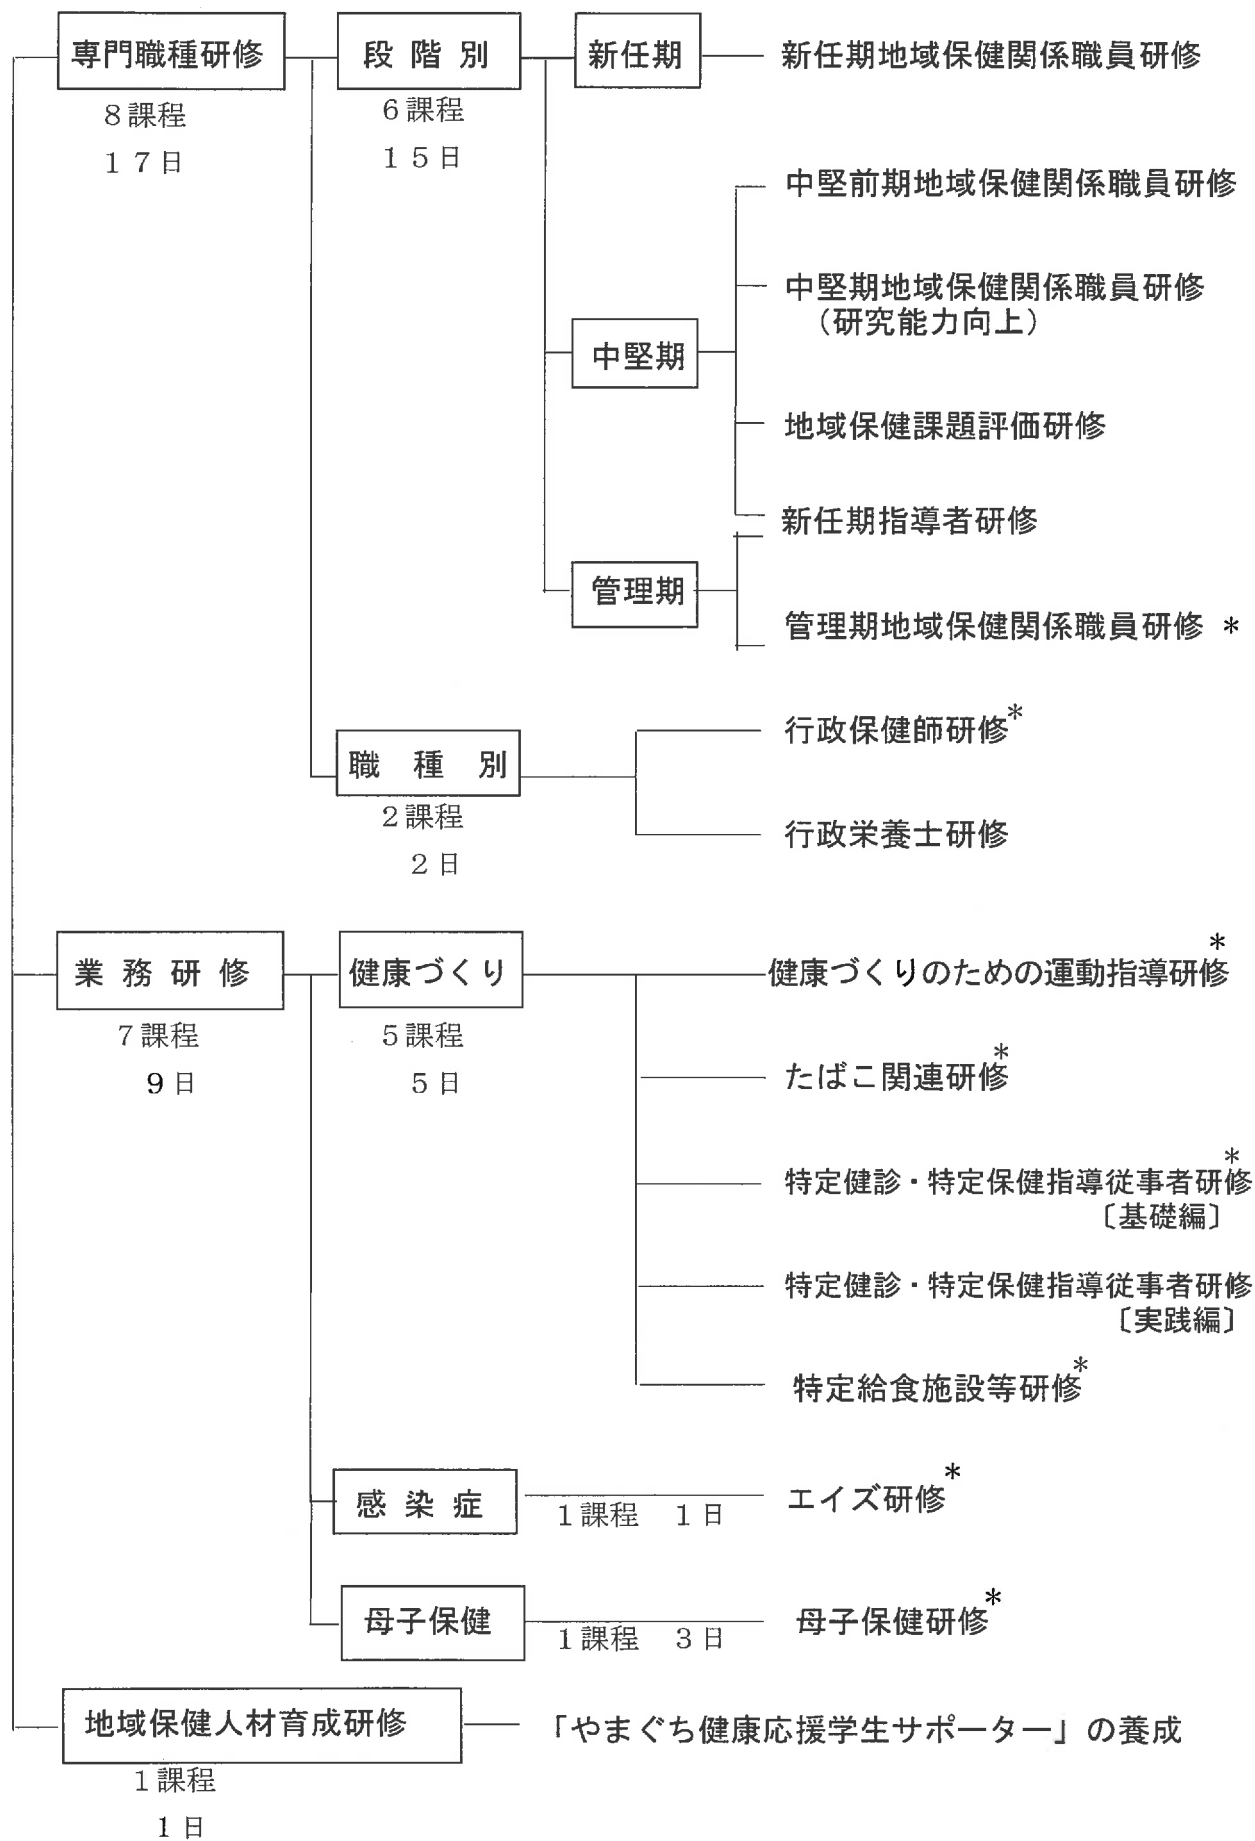 専門職種研修
8課程
17日
段階別
6課程
15日
新任期
新任期地域保健関係職員研修
中堅期
中堅前期地域保健関係職員研修
中堅期地域保健関係職員研修
（研究能力向上）
地域保健課題評価研修
新任期指導者研修
管理期
管理期地域保健関係職員研修 *
職種別
2課程
2日
行政保健師研修*
行政栄養士研修
業務研修
7課程
9日
健康づくり
5課程
5日
健康づくりのための運動指導研修*
たばこ関連研修*
特定健診・特定保健指導従事者研修*
〔基礎編〕
特定健診・特定保健指導従事者研修
〔実践編〕
特定給食施設等研修*
感染症
1課程 1日
エイズ研修*
母子保健
1課程 3日
母子保健研修*
地域保健人材育成研修
1課程
1日
「やまぐち健康応援学生サポーター」の養成